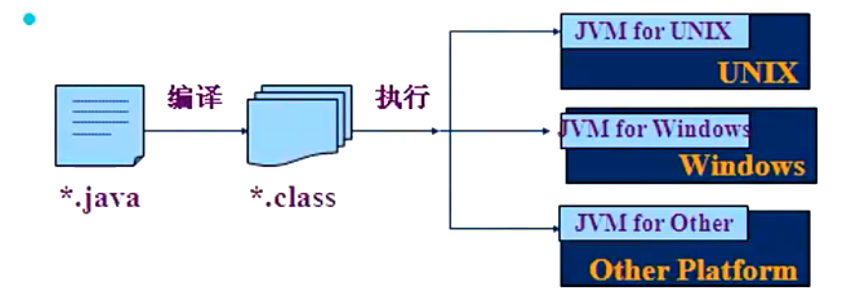 编译
*.java
执行
*.class
JVM for UNIX
UNIX
JVM for Windows
Windows
JVM for Other
Other Platform